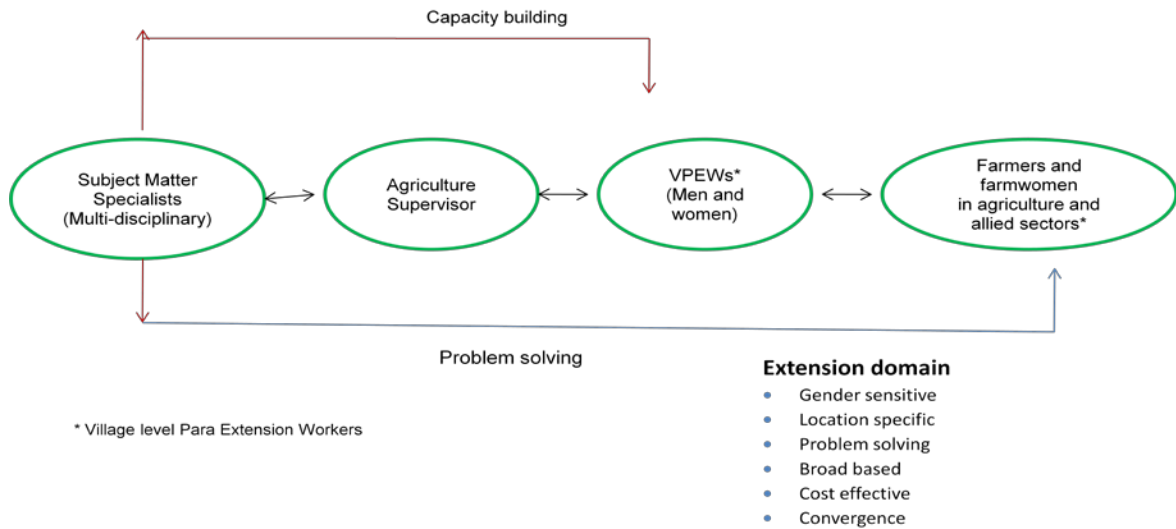 Capacity building
Subject Matter
Specialists
(Multi-disciplinary)
Agriculture
Supervisor
VPEWs*
(Men and
women)
Farmers and
farmwomen
in agriculture and
allied sectors*
Problem solving
Extension domain
• Gender sensitive
• Location specific
• Problem solving
• Broad based
• Cost effective
• Convergence
* Village level Para Extension Workers